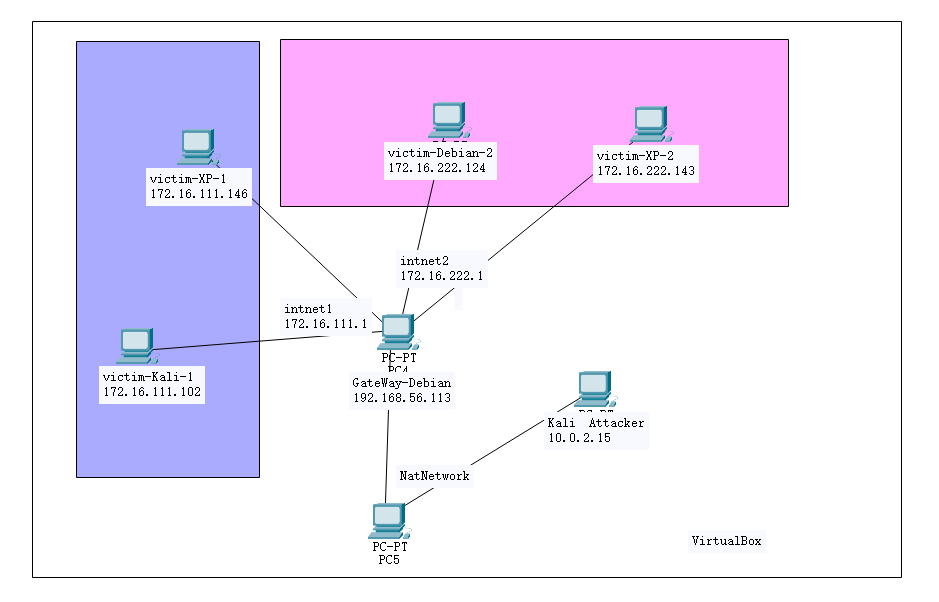 victim-Debian-2
172.16.222.124
victim-XP-2
172.16.222.143
victim-XP-1
172.16.111.146
intnet2
172.16.222.1
intnet1
172.16.111.1
PC-PT
PC4
GateWay-Debian
192.168.56.113
victim-Kali-1
172.16.111.102
PC-PT
Kali Attacker
10.0.2.15
NatNetwork
VirtualBox
PC-PT
PC5